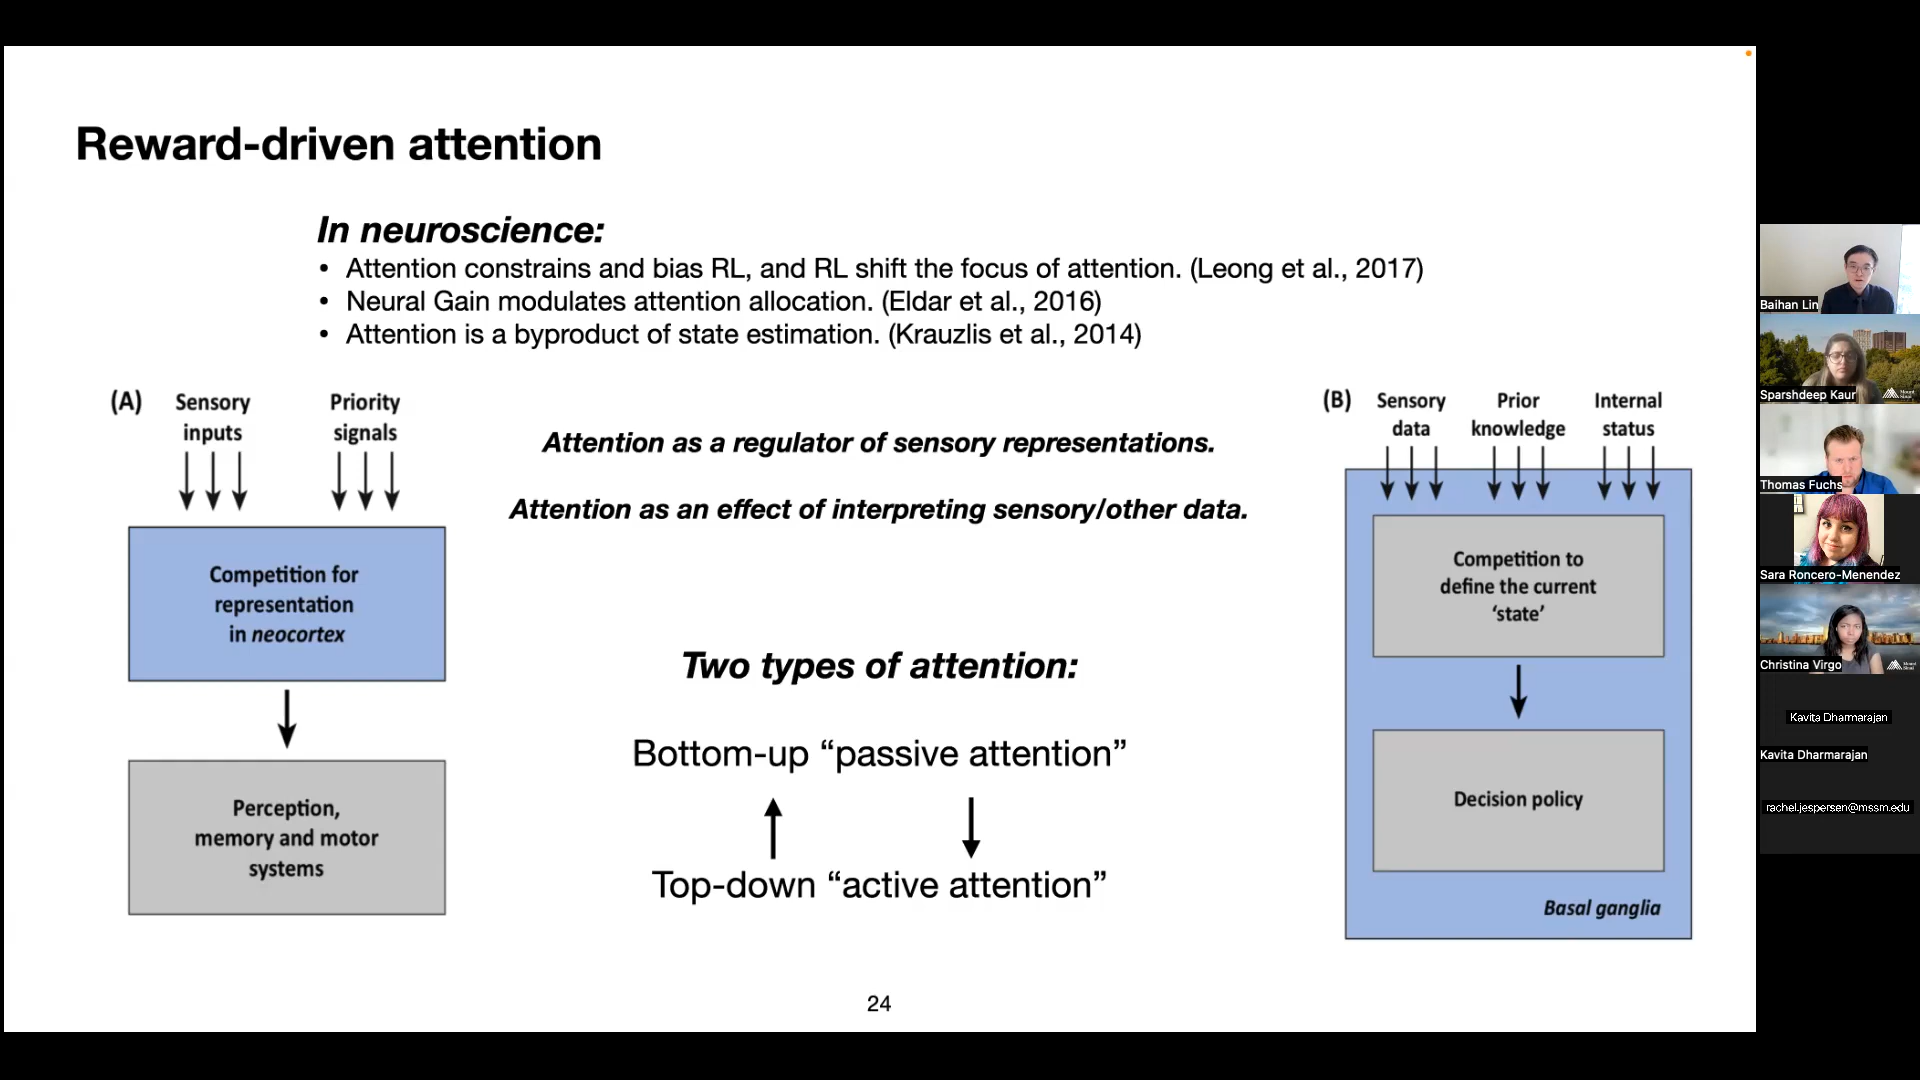 Reward-driven attention
In neuroscience:
• Attention constrains and bias RL, and RL shift the focus of attention. (Leong et al., 2017)
• Neural Gain modulates attention allocation. (Eldar et al., 2016)
• Attention is a byproduct of state estimation. (Krauzlis et al., 2014)
(A)
Sensory
inputs
Priority
signals
Competition for
representation
in neocortex
Perception,
memory and motor
systems
Attention as a regulator of sensory representations.
Attention as an effect of interpreting sensory/other data.
Two types of attention:
Bottom-up “passive attention”
Top-down “active attention”
(B)
Sensory
data
Prior
knowledge
Internal
status
Competition to
define the current
‘state’
Decision policy
Basal ganglia
24
Baihan Lin
Sparshdeep Kaur
Mount
Sinai
Thomas Fuchs
Sara Roncero-Menendez
Christina Virgo
Mount
Sinai
Kavita Dharmarajan
Kavita Dharmarajan
rachel.jespersen@mssm.edu